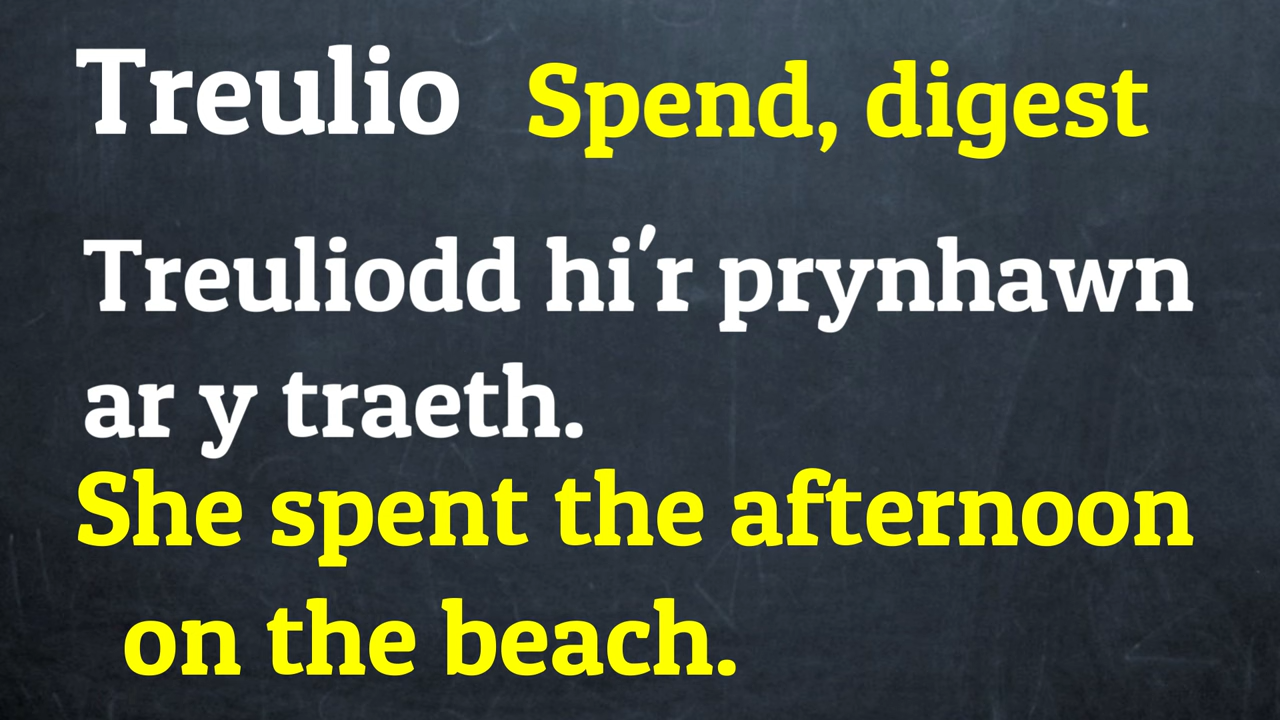 Treulio Spend, digest
Treuliodd hi'r prynhawn
ar y traeth.
She spent the afternoon
on the beach.